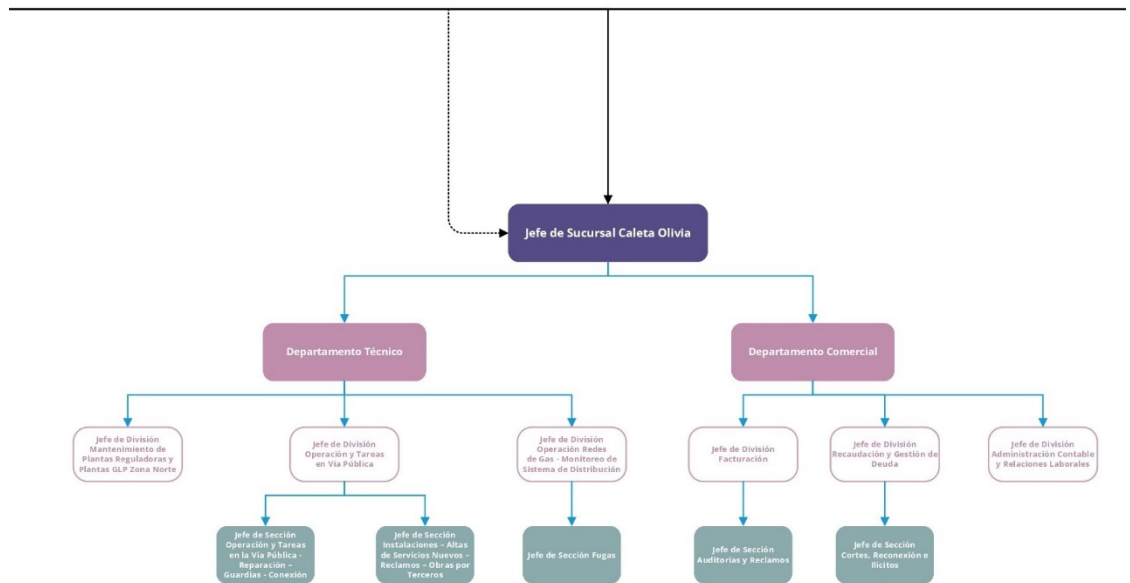 Jefe de Sucursal Caleta Olivia
Departamento Técnico
Departamento Comercial
Jefe de División
Mantenimiento de
Plantas Reguladoras y
Plantas GLP Zona Norte
Jefe de División
Operación y Tareas
en Vía Pública
Jefe de División
Operación Redes
de Gas - Monitoreo de
Sistema de Distribución
Jefe de División
Facturación
Jefe de División
Recaudación y Gestión de
Deuda
Jefe de División
Administración Contable
y Relaciones Laborales
Jefe de Sección
Operación y Tareas
en la Vía Pública -
Reparación –
Guardias - Conexión
Jefe de Sección
Instalaciones – Altas
de Servicios Nuevos –
Reclamos – Obras por
Terceros
Jefe de Sección Fugas
Jefe de Sección
Auditorias y Reclamos
Jefe de Sección
Cortes, Reconexión e
Ilícitos